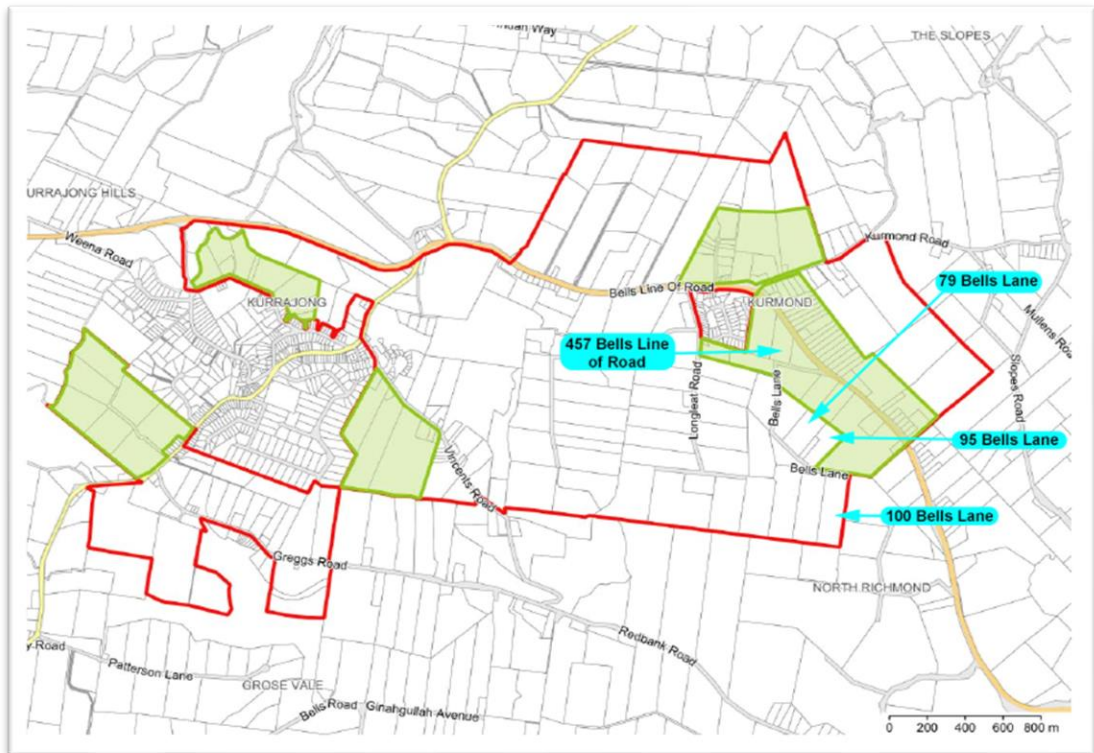 THE SLOPES
URRAJONG HILLS
Weena Road
Kurmond Road
79 Bells Lane
Bells Line Of Road
KURRAJONG
KURMOND
457 Bells Line
of Road
Mullens Roa
Slopes Road
Longleat Road
Bells Lane
95 Bells Lane
Vincents Road
Bells Lane
100 Bells Lane
Greggs Road
NORTH RICHMOND
Redbank Road
y Road
Patterson Lane
GROSE VALE
Bells Road
Ginahgullah Avenue
0 200 400 600 800 m